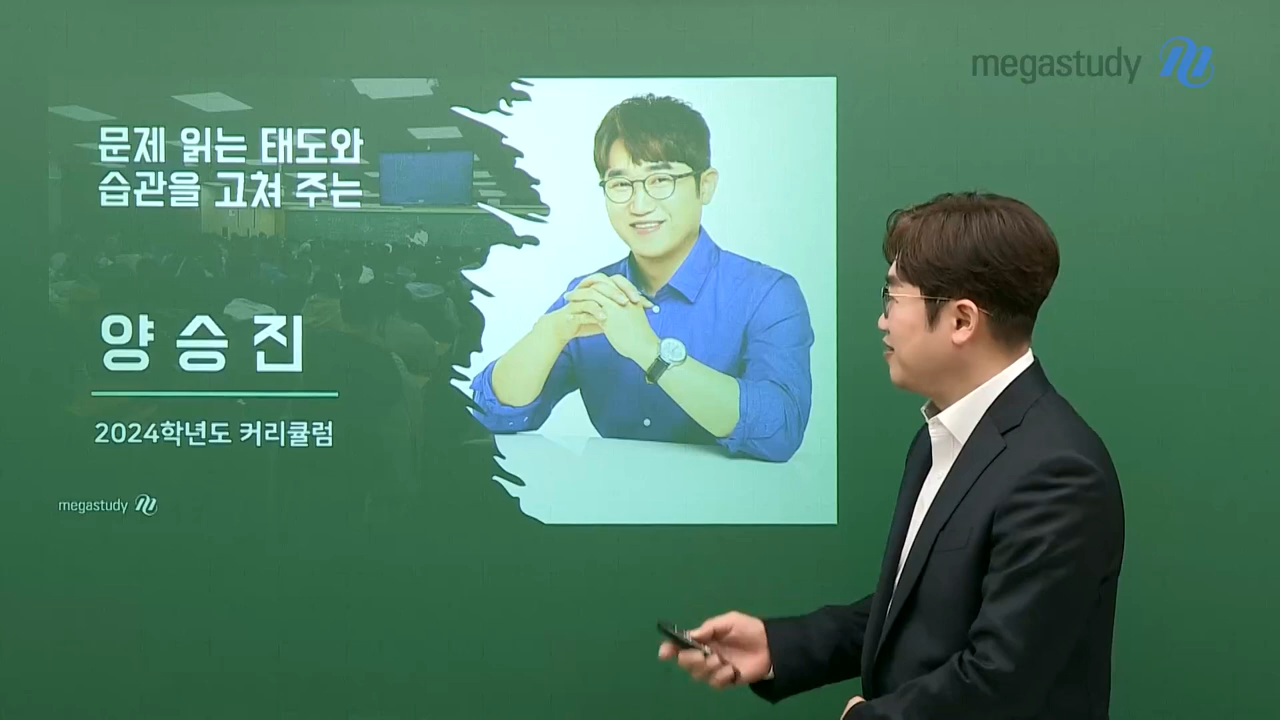 megastudy
문제 읽는 태도와
습관을 고쳐 주는
양승진
2024학년도 커리큘럼
megastudy